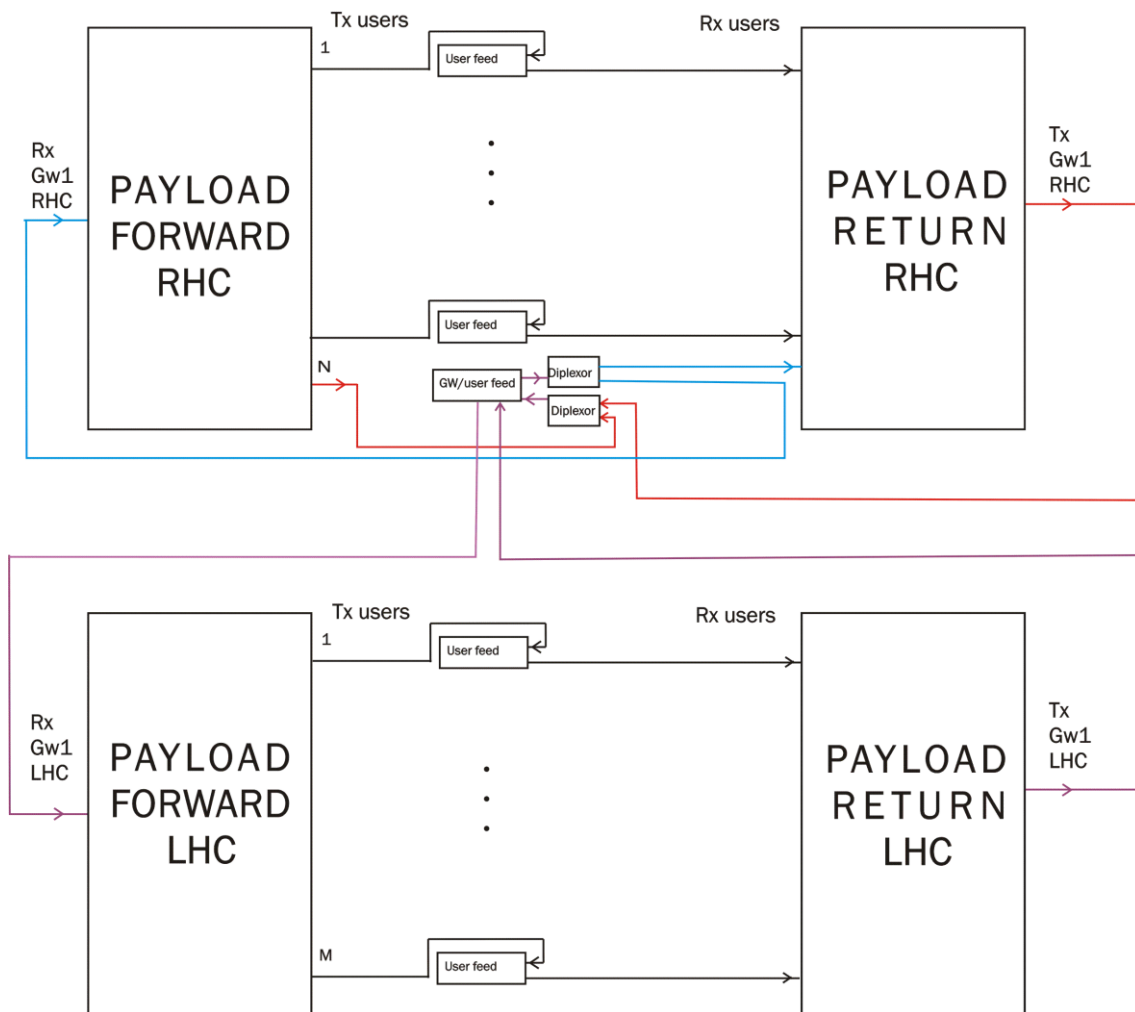 Tx users
Rx users
1
User feed
Rx
Gw1
RHC
PAYLOAD
FORWARD
RHC
PAYLOAD
RETURN
RHC
Tx
Gw1
RHC
User feed
N
GW/user feed
Diplexor
Diplexor
Tx users
Rx users
1
User feed
Rx
Gw1
LHC
PAYLOAD
FORWARD
LHC
PAYLOAD
RETURN
LHC
Tx
Gw1
LHC
M
User feed